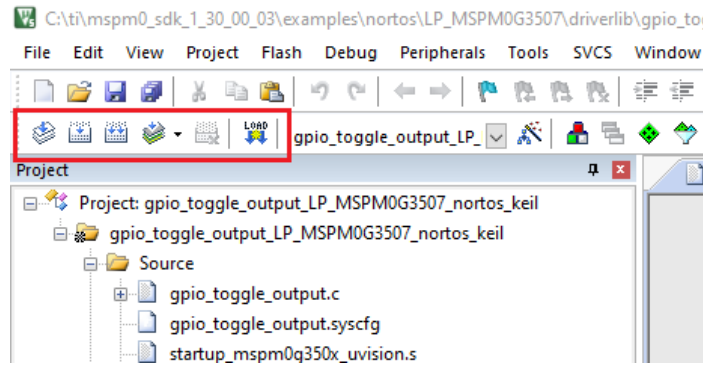 C:\ti\mspm0_sdk_1_30_00_03\examples\nortos\LP_MSPM0G3507\driverlib\gpio_to
File Edit View Project Flash Debug Peripherals Tools SVCS Window
LOAD gpio_toggle_output_LP_
Project
Project: gpio_toggle_output_LP_MSPM0G3507_nortos_keil
gpio_toggle_output_LP_MSPM0G3507_nortos_keil
Source
gpio_toggle_output.c
gpio_toggle_output.syscfg
startup_mspm0g350x_uvision.s